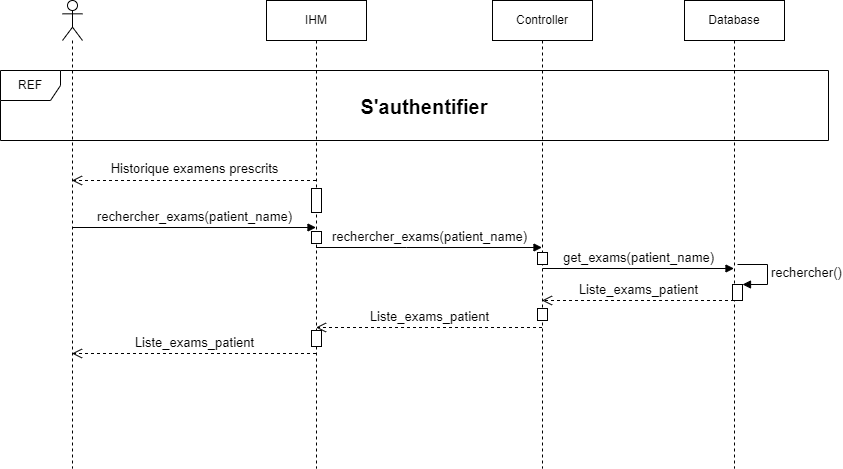 IHM
Controller
Database
REF
S'authentifier
Historique examens prescrits
rechercher_exams(patient_name)
rechercher_exams(patient_name)
get_exams(patient_name)
rechercher()
Liste_exams_patient
Liste_exams_patient
Liste_exams_patient